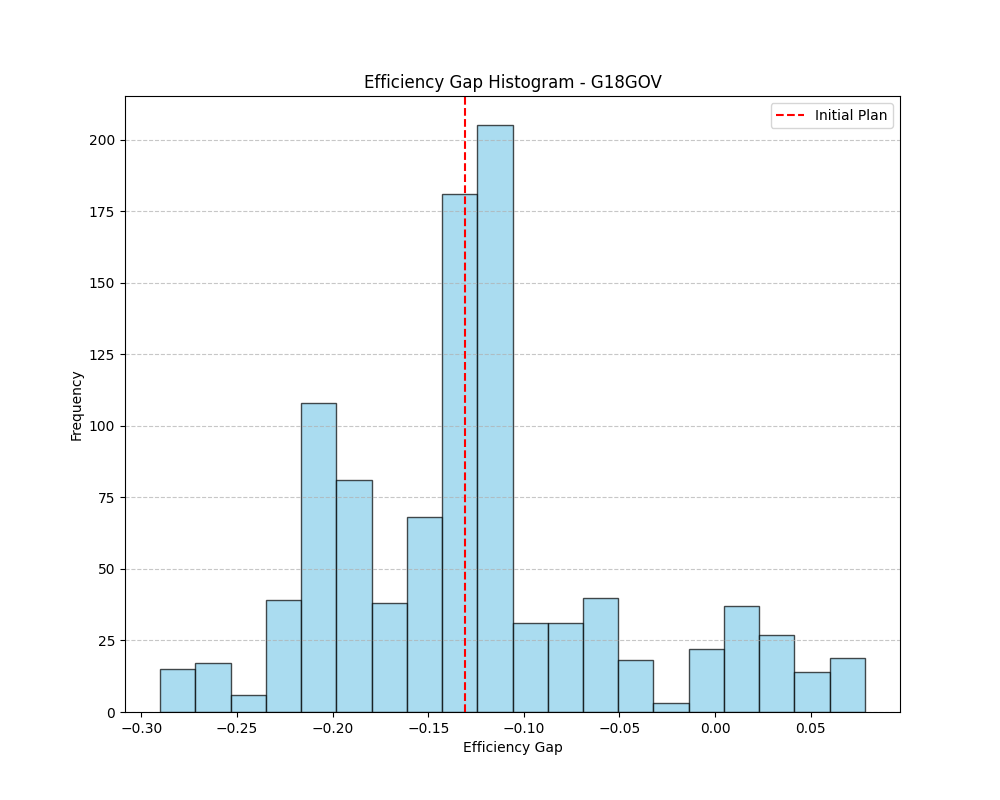 Efficiency Gap Histogram - G18GOV
Initial Plan
200
175
150
125
100
75
50
25
0
Frequency
−0.30 −0.25 −0.20 −0.15 −0.10 −0.05 0.00 0.05
Efficiency Gap